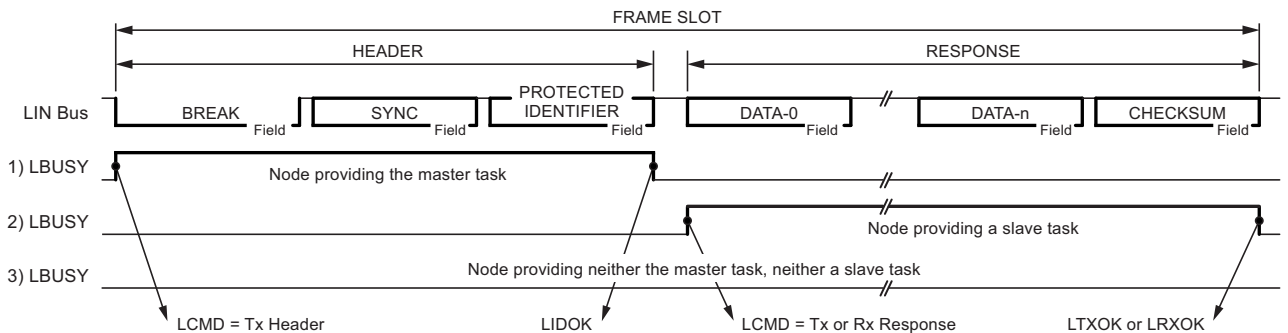 FRAME SLOT
HEADER
RESPONSE
LIN Bus
BREAK
Field
SYNC
Field
PROTECTED
IDENTIFIER
Field
DATA-0
Field
DATA-n
Field
CHECKSUM
Field
1) LBUSY
Node providing the master task
2) LBUSY
Node providing a slave task
3) LBUSY
Node providing neither the master task, neither a slave task
LCMD = Tx Header
LIDOK
LCMD = Tx or Rx Response
LTXOK or LRXOK